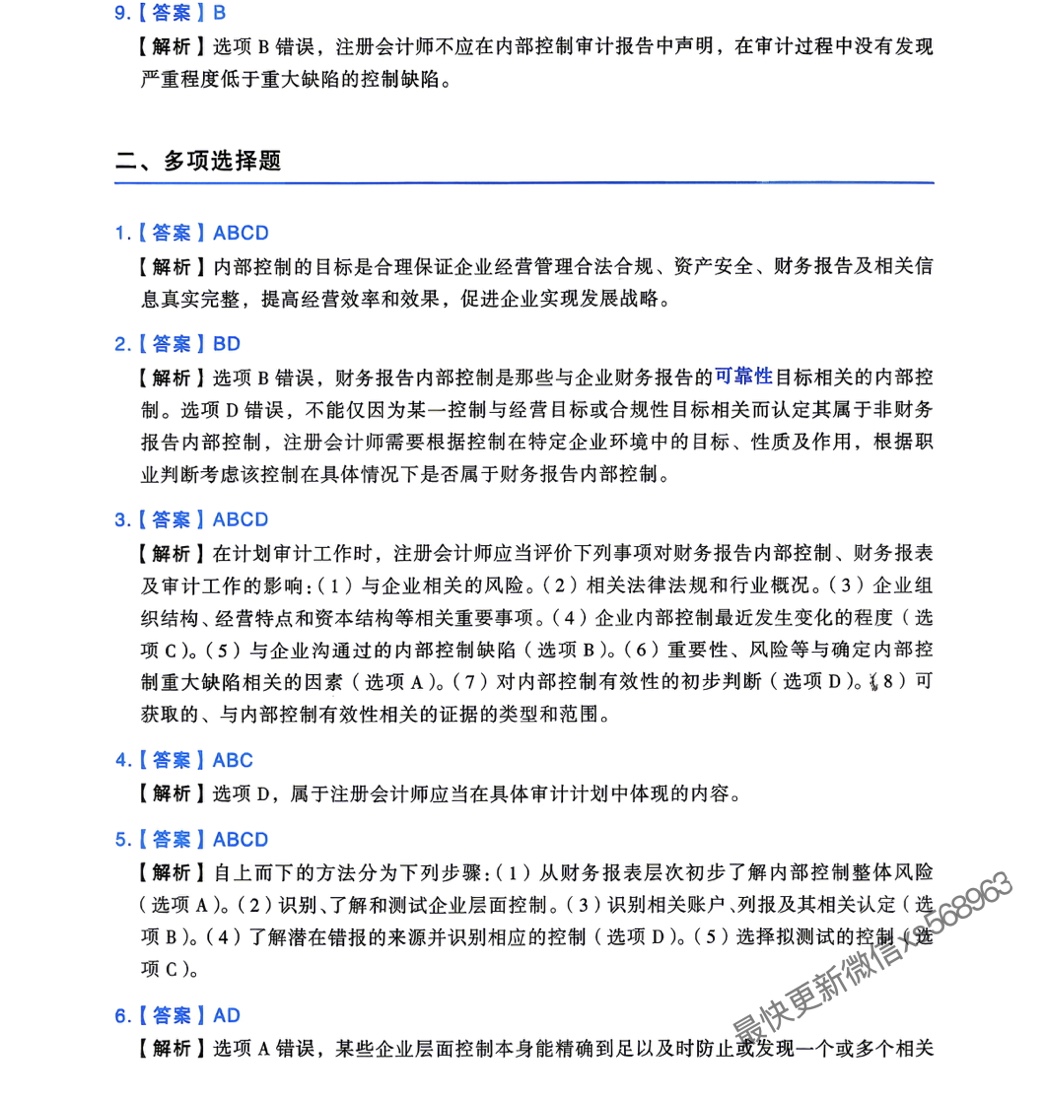 9.【答案】B
【解析】选项 B 错误，注册会计师不应在内部控制审计报告中声明，在审计过程中没有发现
严重程度低于重大缺陷的控制缺陷。
二、多项选择题
1.【答案】ABCD
【解析】内部控制的目标是合理保证企业经营管理合法合规、资产安全、财务报告及相关信
息真实完整，提高经营效率和效果，促进企业实现发展战略。
2.【答案】BD
【解析】选项 B 错误，财务报告内部控制是那些与企业财务报告的可靠性目标相关的内部控
制。选项 D 错误，不能仅因为某一控制与经营目标或合规性目标相关而认定其属于非财务
报告内部控制，注册会计师需要根据控制在特定企业环境中的目标、性质及作用，根据职
业判断考虑该控制在具体情况下是否属于财务报告内部控制。
3.【答案】ABCD
【解析】在计划审计工作时，注册会计师应当评价下列事项对财务报告内部控制、财务报表
及审计工作的影响：（1）与企业相关的风险。（2）相关法律法规和行业概况。（3）企业组
织结构、经营特点和资本结构等相关重要事项。（4）企业内部控制最近发生变化的程度（选
项 C）。（5）与企业沟通过的内部控制缺陷（选项 B）。（6）重要性、风险等与确定内部控
制重大缺陷相关的因素（选项 A）。（7）对内部控制有效性的初步判断（选项 D）。（8）可
获取的、与内部控制有效性相关的证据的类型和范围。
4.【答案】ABC
【解析】选项 D，属于注册会计师应当在具体审计计划中体现的内容。
5.【答案】ABCD
【解析】自上而下的方法分为下列步骤：（1）从财务报表层次初步了解内部控制整体风险
（选项 A）。（2）识别、了解和测试企业层面控制。（3）识别相关账户、列报及其相关认定（选
项 B）。（4）了解潜在错报的来源并识别相应的控制（选项 D）。（5）选择拟测试的控制（选
项 C）。
6.【答案】AD
【解析】选项 A 错误，某些企业层面控制本身能精确到足以及时防止或发现一个或多个相关
最快更新微信xa568963